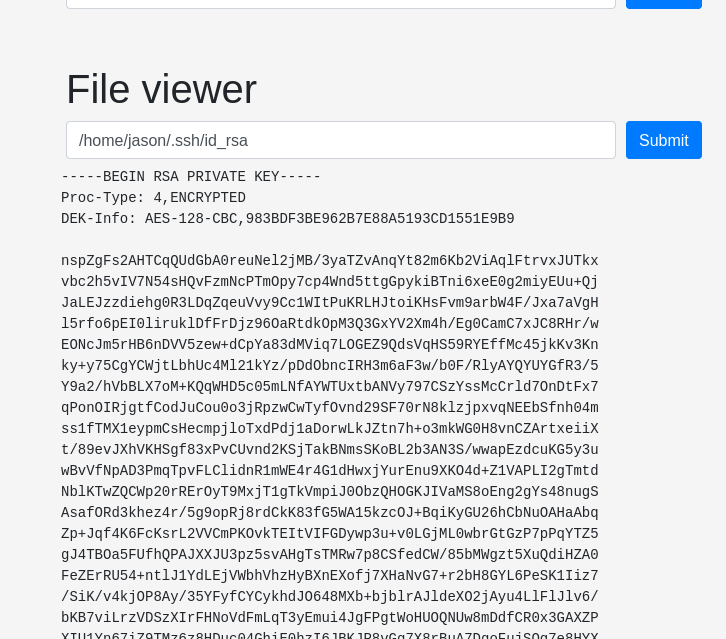 File viewer
/home/jason/.ssh/id_rsa
Submit
-----BEGIN RSA PRIVATE KEY-----
Proc-Type: 4,ENCRYPTED
DEK-Info: AES-128-CBC,983BDF3BE962B7E88A5193CD1551E9B9
nspZgFs2AHTCqQUdGbA0reuNel2jMB/3yaTZvAnqYt82m6Kb2ViAqlFtrvxJUTkx
vbc2h5vIV7N54sHQvFzmNcPTmOpy7cp4Wnd5ttgGpykiBTni6xeE0g2miyEUu+Qj
JaLEJzzdiehg0R3LDqZqeuVvy9Cc1WItPuKRLHJtoiKHsFvm9arbW4F/Jxa7aVgH
l5rfo6pEI0liruklDfFrDjz96OaRtdkOpM3Q3GxYV2Xm4h/Eg0CamC7xJC8RHr/w
EONcJm5rHB6nDVV5zew+dCpYa83dMViq7LOGEZ9QdsVqHS59RYEffMc45jkKv3Kn
ky+y75CgYCWjtLbhUc4Ml21kYz/pDdObncIRH3m6aF3w/b0F/RlyAYQYUYGfR3/5
Y9a2/hVbBLX7oM+KQqWHD5c05mLNfAYWTUxtbANVy797CSzYssMcCrld7OnDtFx7
qPonOIRjgtfCodJuCou0o3jRpzwCwTyfOvnd29SF70rN8klzjpxvqNEEbSfnh04m
ss1fTMX1eypmCsHecmpjloTxdPdj1aDorwLkJZtn7h+o3mkWG0H8vnCZArtxeiiX
t/89evJXhVKHSgf83xPvCUvnd2KSjTakBNmsSKoBL2b3AN3S/wwapEzdcuKG5y3u
wBvVfNpAD3PmqTpvFLClidnR1mWE4r4G1dHwxjYurEnu9XKO4d+Z1VAPLI2gTmtd
NblKTwZQCWp20rRErOyT9MxjT1gTkVmpiJ0ObzQHOGKJIVaMS8oEng2gYs48nugS
AsafORd3khez4r/5g9opRj8rdCkK83fG5WA15kzcOJ+BqiKyGU26hCbNuOAHaAbq
Zp+Jqf4K6FcKsrL2VVCmPKOvkTEItVIFGDywp3u+v0LGjML0wbrGtGzP7pPqYTZ5
gJ4TBOa5FUfhQPAJXXJU3pz5svAHgTsTMRw7p8CSfedCW/85bMWgzt5XuQdiHZA0
FeZErRU54+ntlJ1YdLEjVWbhVhzHyBXnEXofj7XHaNvG7+r2bH8GYL6PeSK1Iiz7
/SiK/v4kjOP8Ay/35YFyfCYCykhdJO648MXb+bjblrAJldeXO2jAyu4LlFlJlv6/
bKB7viLrzVDSzXIrFHNoVdFmLqT3yEmui4JgFPgtWoHUOQNUw8mDdfCR0x3GAXZP